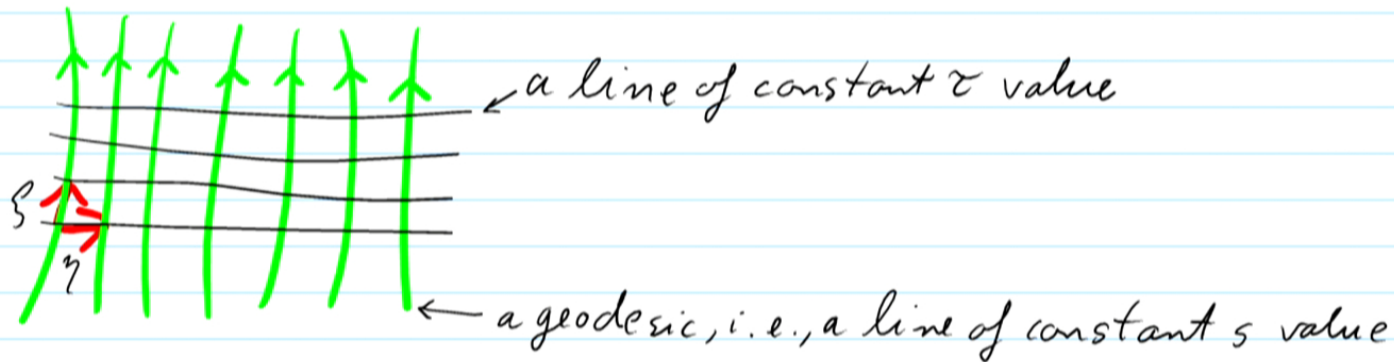 a line of constant τ value
ξ
η
a geodesic, i.e., a line of constant s value